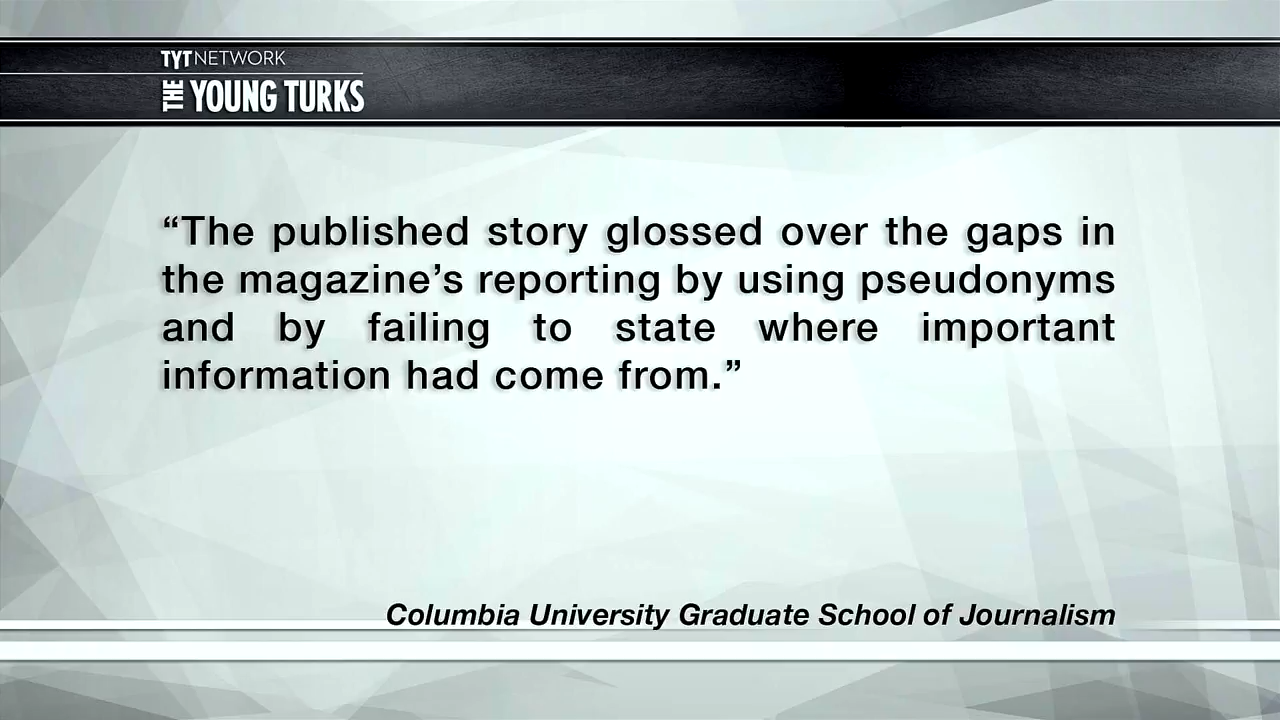 TYT NETWORK
THE YOUNG TURKS
“The published story glossed over the gaps in
the magazine’s reporting by using pseudonyms
and by failing to state where important
information had come from.”
Columbia University Graduate School of Journalism